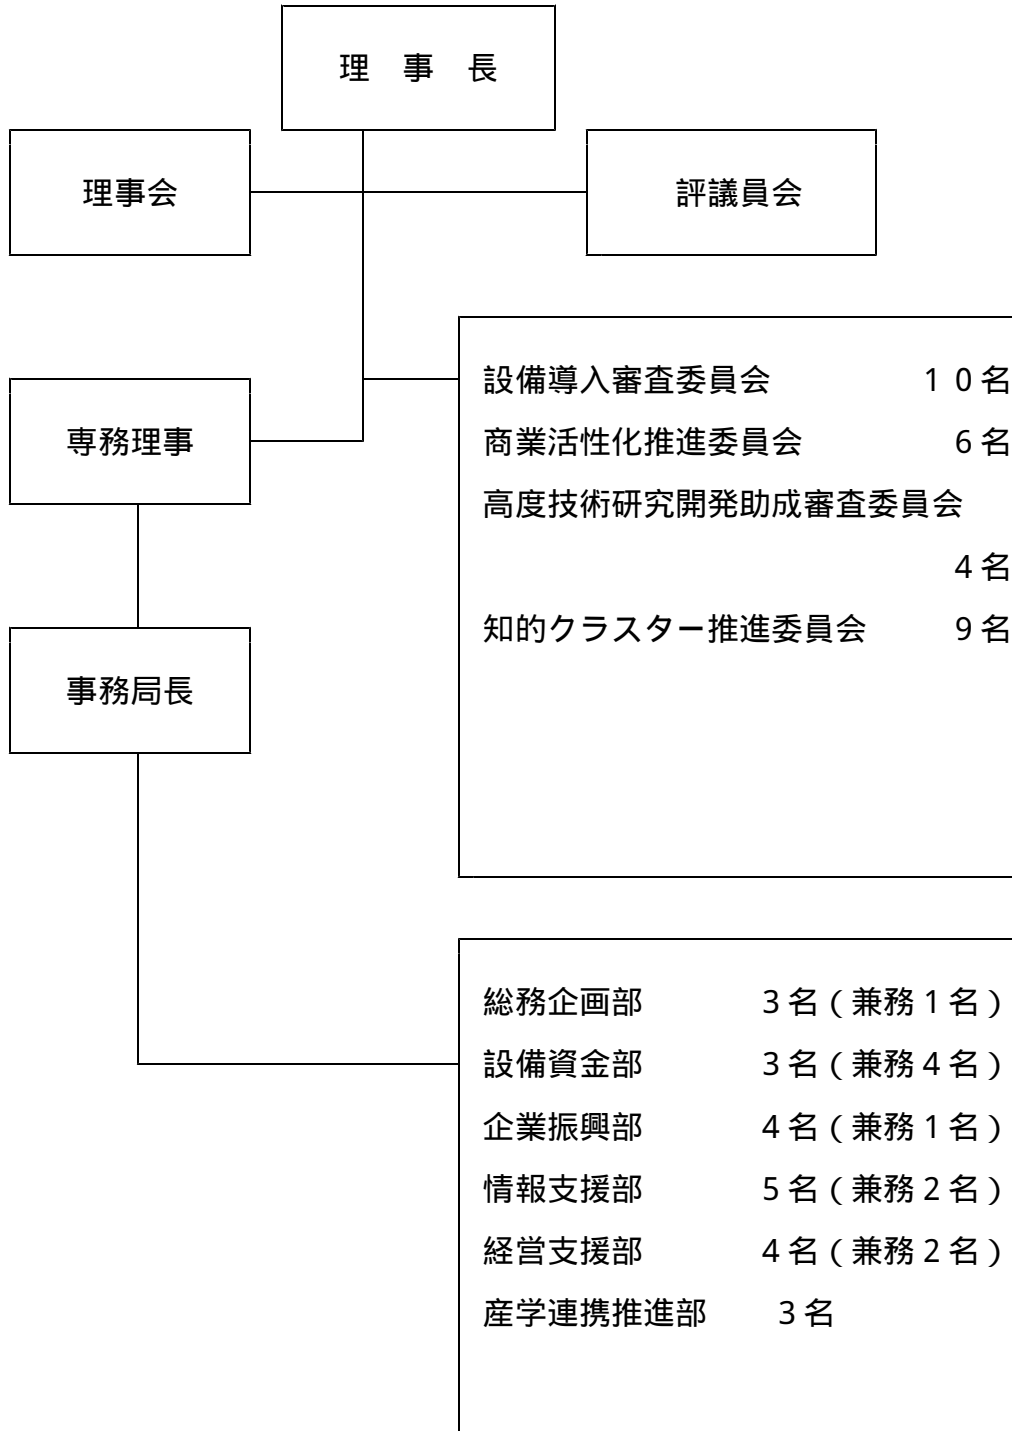 理　事　長
理事会
評議員会
設備導入審査委員会　１０名
専務理事
商業活性化推進委員会　6名
高度技術研究開発助成審査委員会
4名
知的クラスター推進委員会　9名
事務局長
総務企画部　3名（兼務1名）
設備資金部　3名（兼務4名）
企業振興部　4名（兼務1名）
情報支援部　5名（兼務2名）
経営支援部　4名（兼務2名）
産学連携推進部　3名